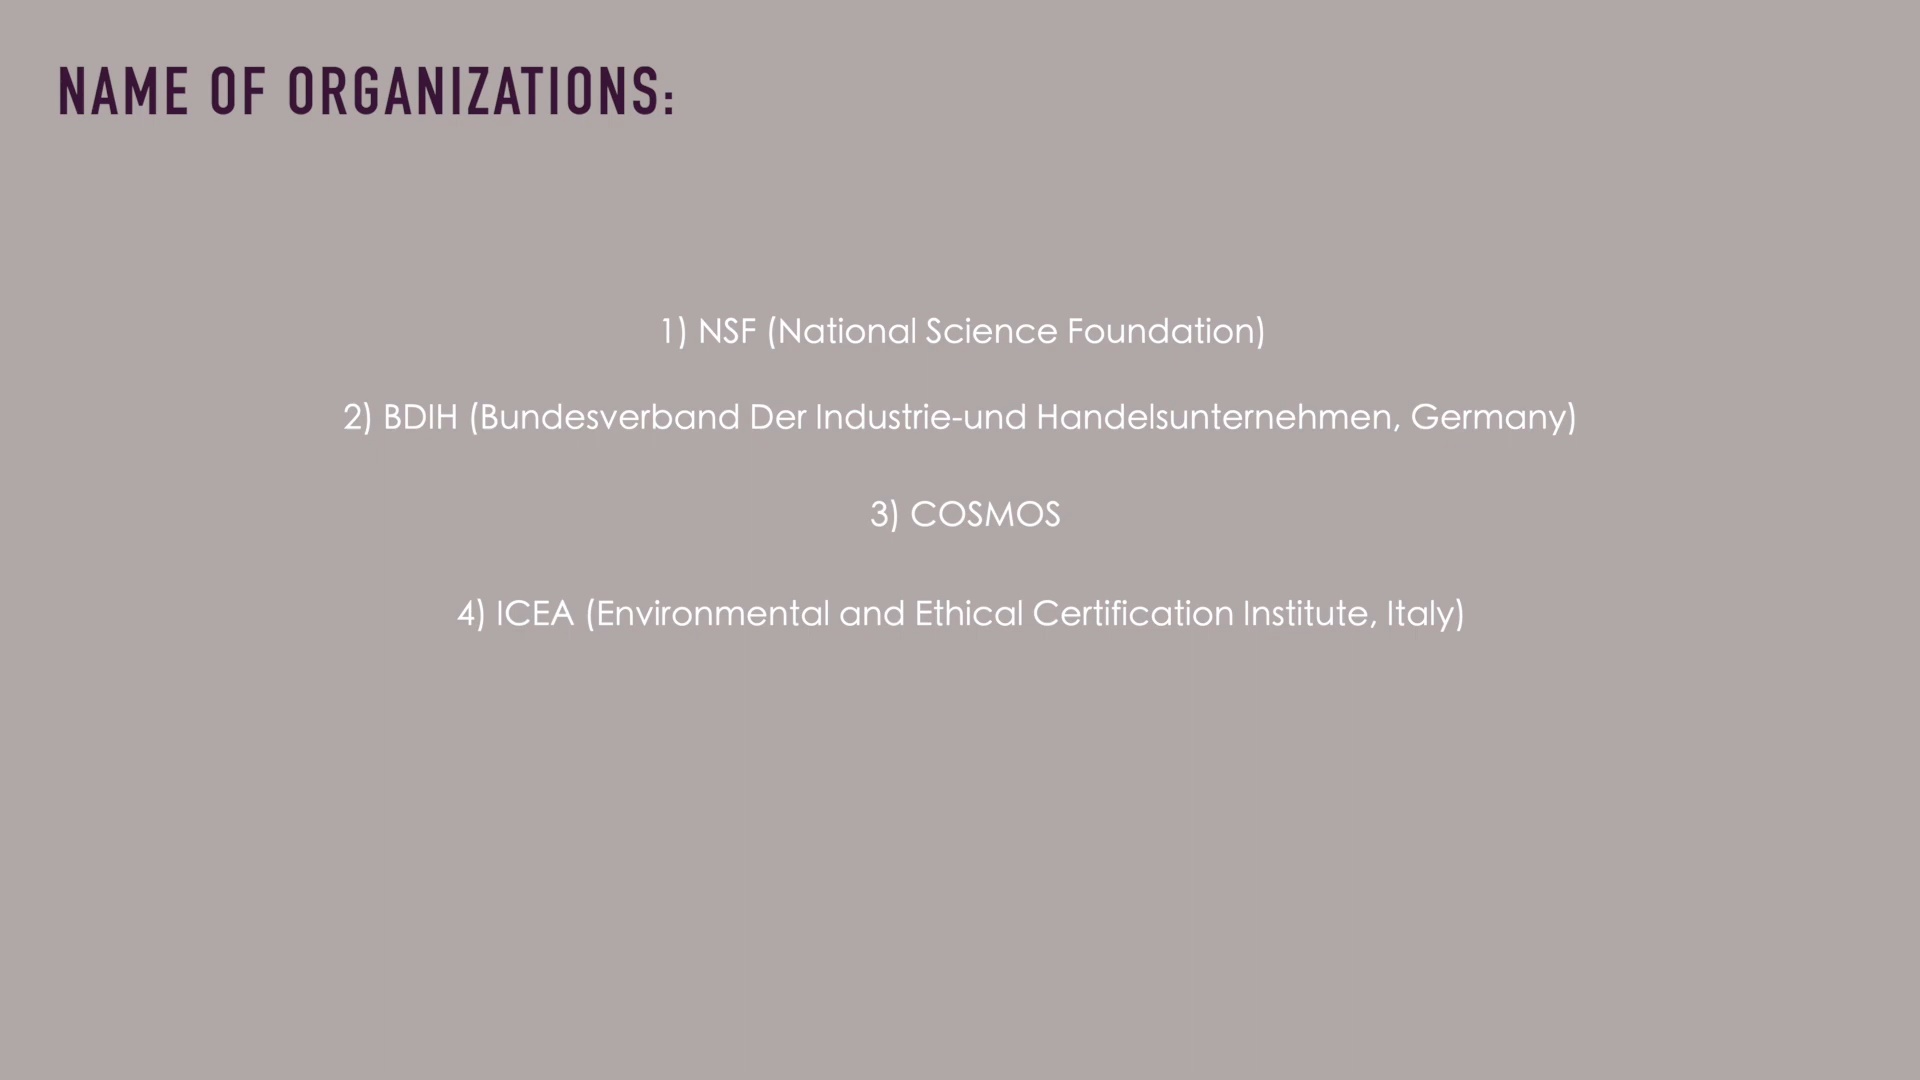 NAME OF ORGANIZATIONS:
1) NSF (National Science Foundation)
2) BDIH (Bundesverband Der Industrie-und Handelsunternehmen, Germany)
3) COSMOS
4) ICEA (Environmental and Ethical Certification Institute, Italy)